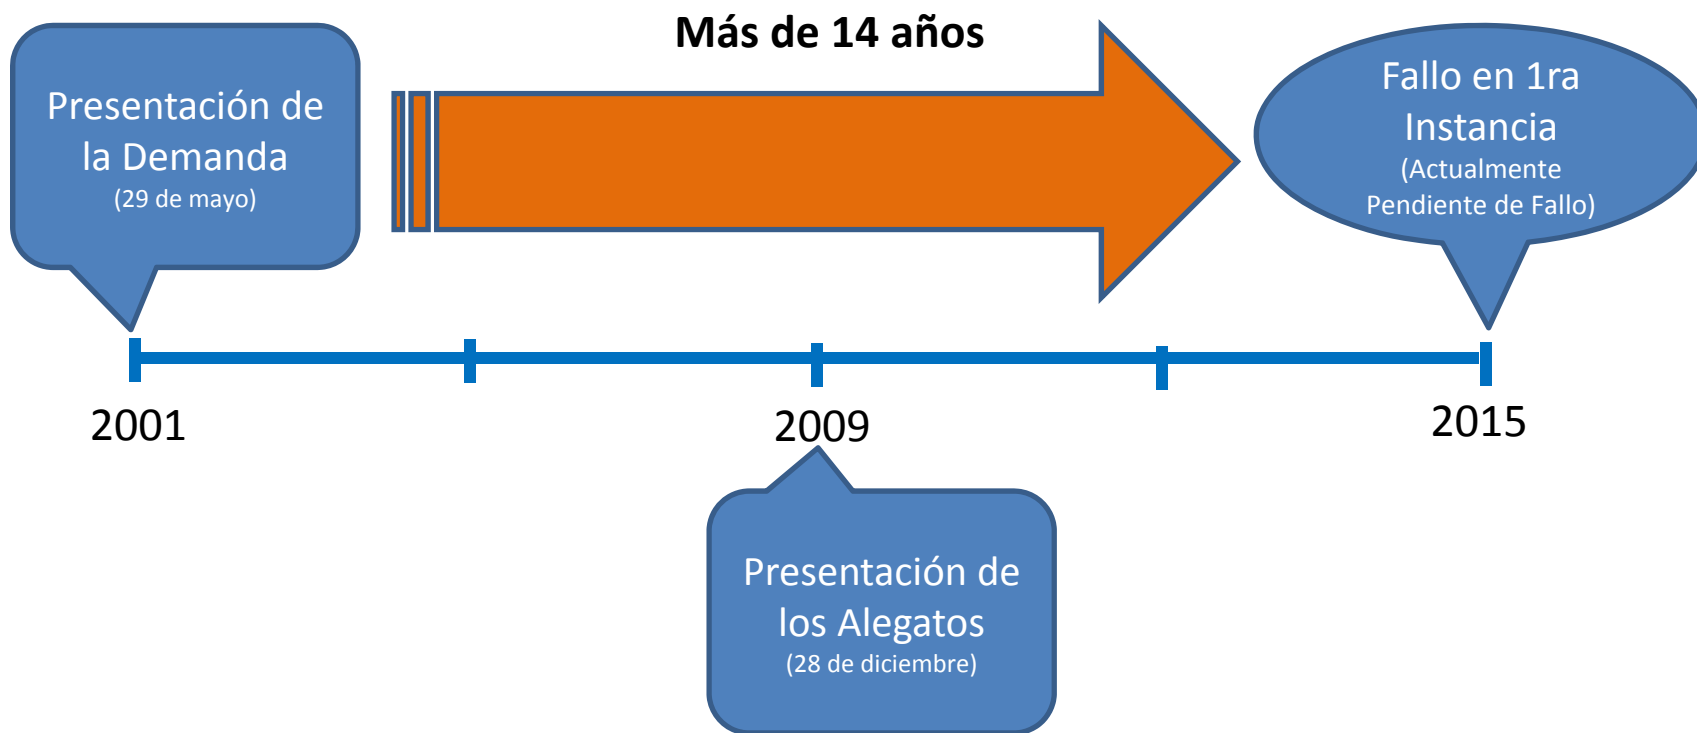 Más de 14 años
Presentación de
la Demanda
(29 de mayo)
Fallo en 1ra
Instancia
(Actualmente
Pendiente de Fallo)
2001
2009
2015
Presentación de
los Alegatos
(28 de diciembre)